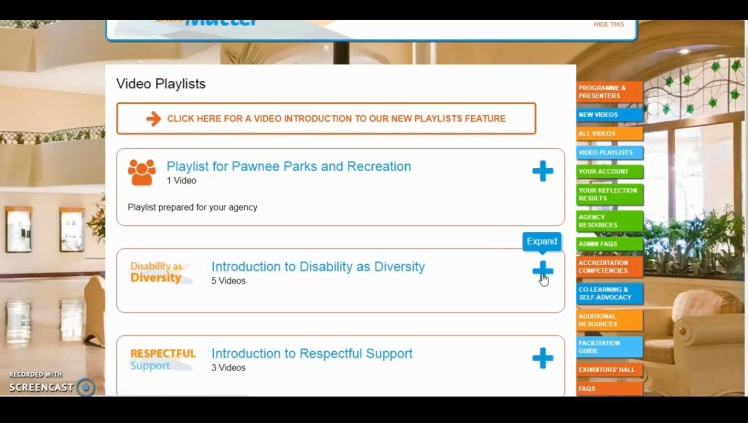 Matter
HIDE THIS
Video Playlists
CLICK HERE FOR A VIDEO INTRODUCTION TO OUR NEW PLAYLISTS FEATURE
Playlist for Pawnee Parks and Recreation
1 Video
Playlist prepared for your agency
Expand
Disability as
Diversity
Introduction to Disability as Diversity
5 Videos
RESPECTFUL
Support
Introduction to Respectful Support
3 Videos
PROGRAMME &
PRESENTERS
NEW VIDEOS
ALL VIDEOS
VIDEO PLAYLISTS
YOUR ACCOUNT
YOUR REFLECTION
RESULTS
AGENCY
RESOURCES
ADMIN FAQS
ACCREDITATION
COMPETENCIES
CO-LEARNING &
SELF-ADVOCACY
ADDITIONAL
RESOURCES
FACILITATION
GUIDE
EXHIBITORS' HALL
FAQS
RECORDED WITH
SCREENCAST